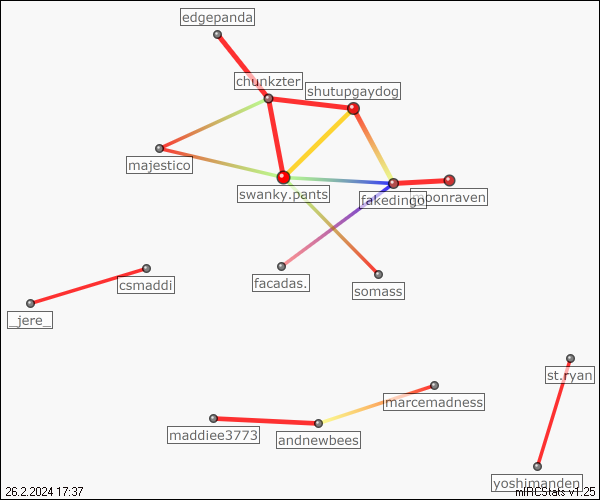 edgepanda
chunkzter
shutupgaydog
majestico
swanky.pants
fakedingo
moonraven
facadas.
somass
csmaddi
_jere_
st.ryan
marcemadness
maddiee3773
andnewbees
yoshimanden
26.2.2024 17:37
mIRCStats v1.25